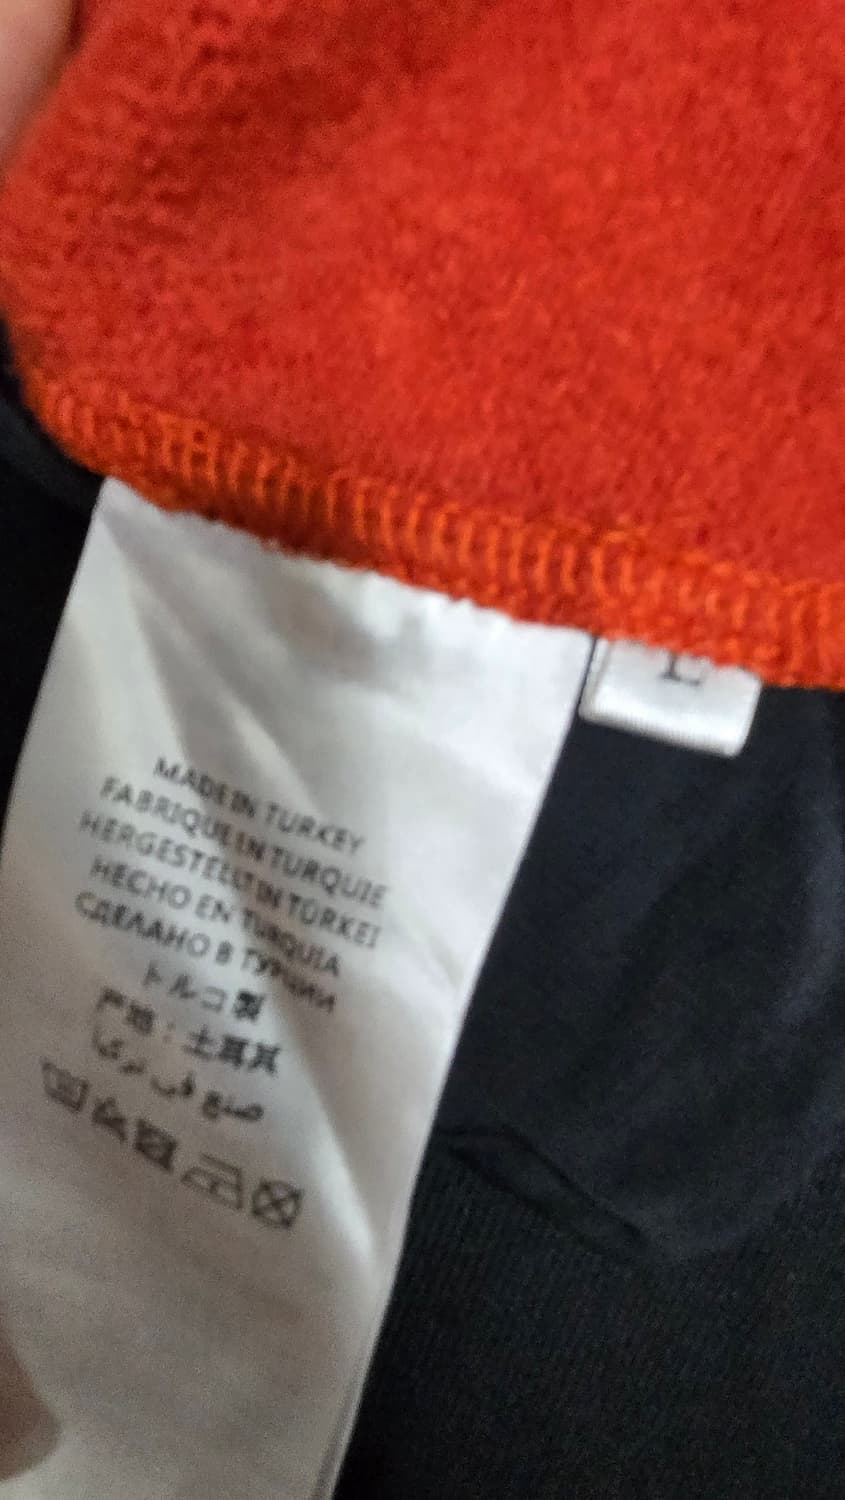 MADE IN TURKEY
FABRIQUE EN TURQUIE
HERGESTELLT IN TÜRKEI
HECHO EN TURQUIA
СДЕЛАНО В ТУРЦИИ
トルコ製
产地：土耳其
صنع في تركيا